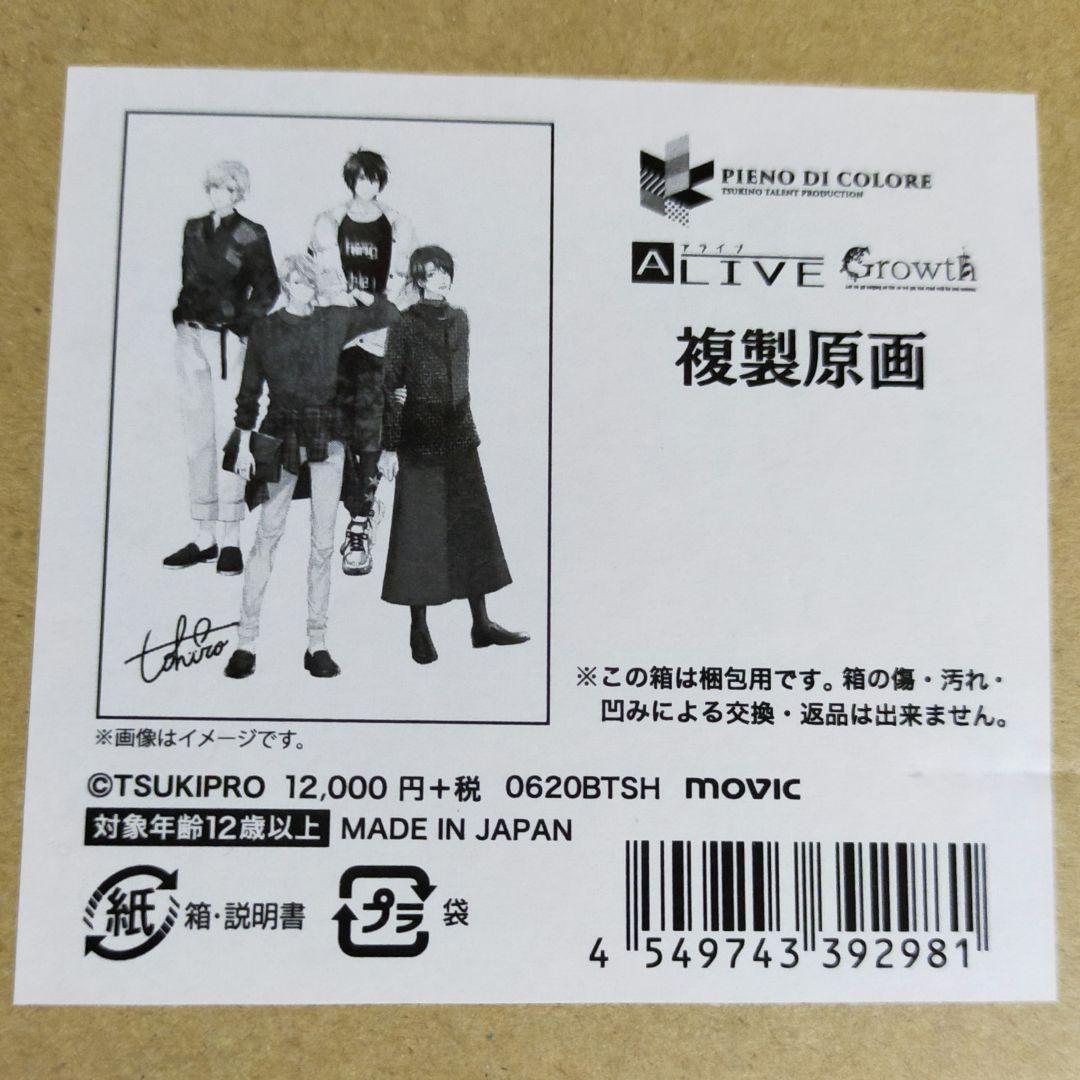 PIENO DI COLORE
TSUKINO TALENT PRODUCTION
アライヴ
ALIVE Growth
複製原画
tohiro
※この箱は梱包用です。箱の傷・汚れ・
凹みによる交換・返品は出来ません。
※画像はイメージです。
©TSUKIPRO 12,000 円+税 0620BTSH movic
対象年齢12歳以上 MADE IN JAPAN
紙 箱・説明書 プラ 袋
4 549743 392981